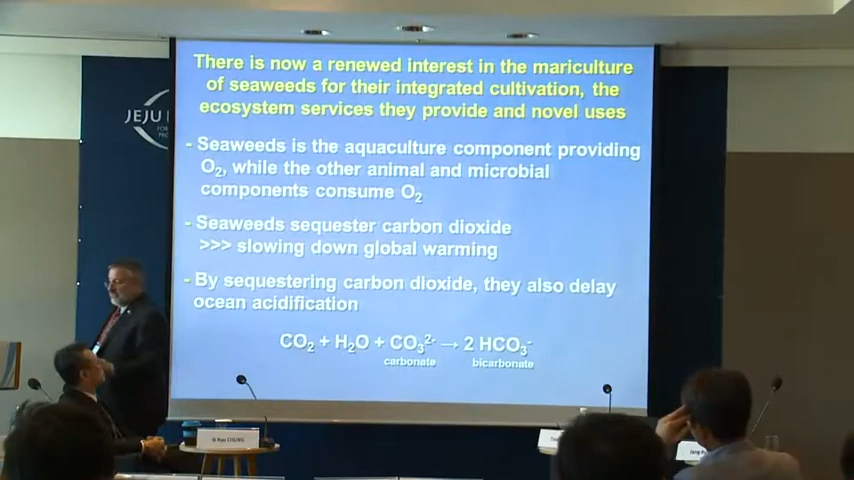 There is now a renewed interest in the mariculture
of seaweeds for their integrated cultivation, the
ecosystem services they provide and novel uses
- Seaweeds is the aquaculture component providing
O₂, while the other animal and microbial
components consume O₂
- Seaweeds sequester carbon dioxide
>>> slowing down global warming
- By sequestering carbon dioxide, they also delay
ocean acidification
CO₂ + H₂O + CO₃²⁻ → 2 HCO₃⁻
carbonate bicarbonate
JEJU